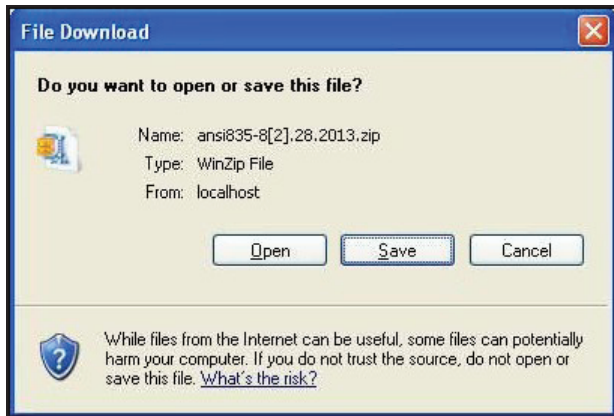 File Download
Do you want to open or save this file?
Name: ansi835-8[2].28.2013.zip
Type: WinZip File
From: localhost
Open Save Cancel
While files from the Internet can be useful, some files can potentially
harm your computer. If you do not trust the source, do not open or
save this file. What's the risk?